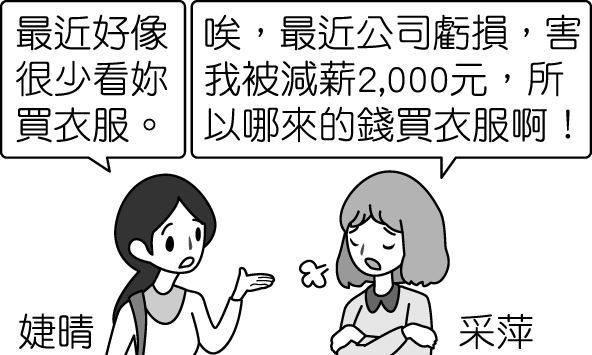 最近好像
很少看妳
買衣服。
唉，最近公司虧損，害
我被減薪2,000元，所
以哪來的錢買衣服啊！
婕晴
采萍